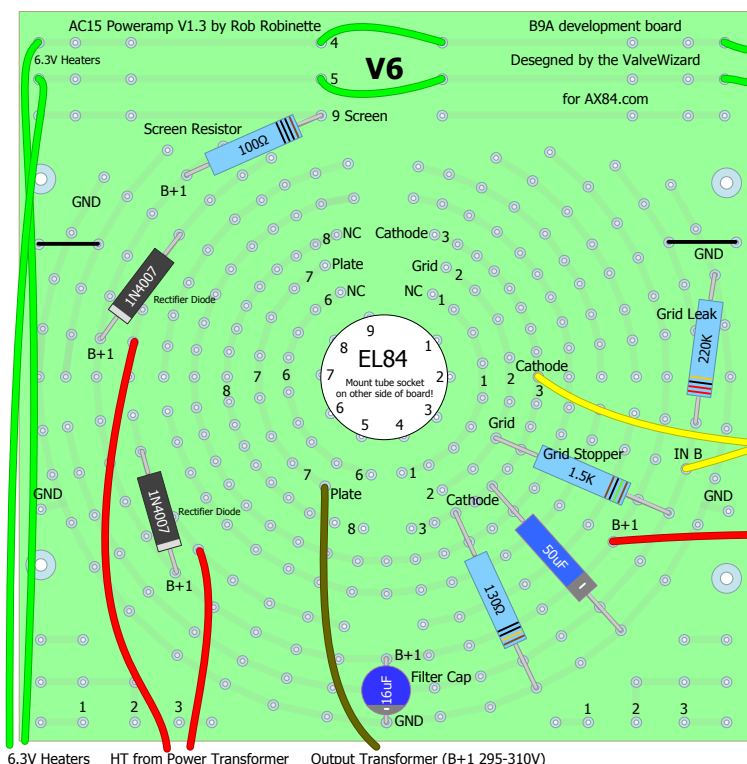 AC15 Poweramp V1.3 by Rob Robinette
B9A development board
4
6.3V Heaters
V6
Desegned by the ValveWizard
5
for AX84.com
9 Screen
Screen Resistor
100Ω
B+1
GND
8 NC
Cathode 3
GND
Plate
7
Grid 2
1N4007
Rectifier Diode
6 NC
NC 1
Grid Leak
220K
B+1
9
8
1
EL84
7
2
Mount tube socket
on other side of board!
6
3
5
4
8 7 6
1 2 3
Cathode
Grid
Grid Stopper
1.5K
IN B
7
6
1
GND
Plate
2
Cathode
GND
1N4007
Rectifier Diode
8
3
B+1
50uF
B+1
130Ω
B+1
Filter Cap
16uF
GND
1 2 3
1 2 3
6.3V Heaters
HT from Power Transformer
Output Transformer (B+1 295-310V)